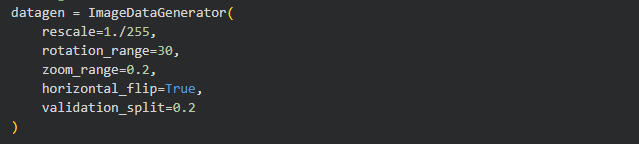 datagen = ImageDataGenerator(
    rescale=1./255,
    rotation_range=30,
    zoom_range=0.2,
    horizontal_flip=True,
    validation_split=0.2
)